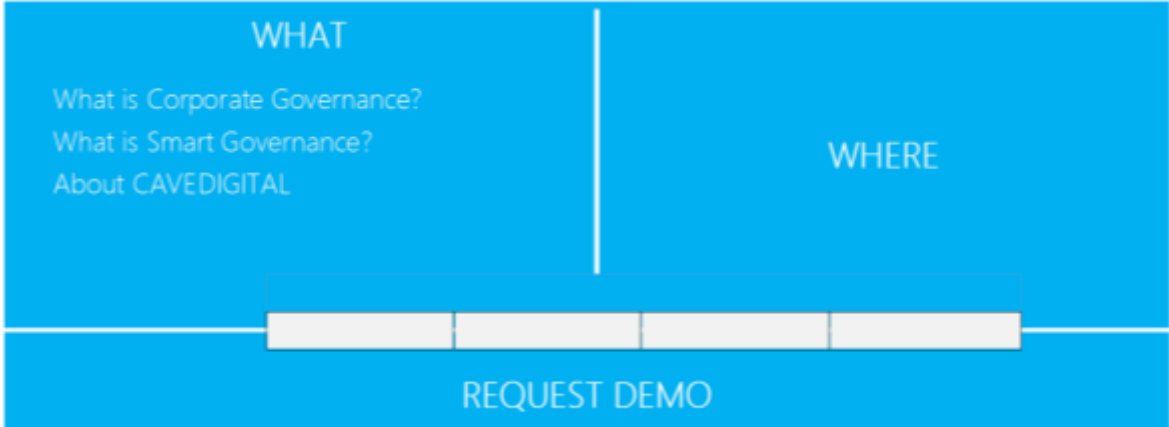 WHAT
What is Corporate Governance?
What is Smart Governance?
About CAVEDIGITAL
WHERE
REQUEST DEMO